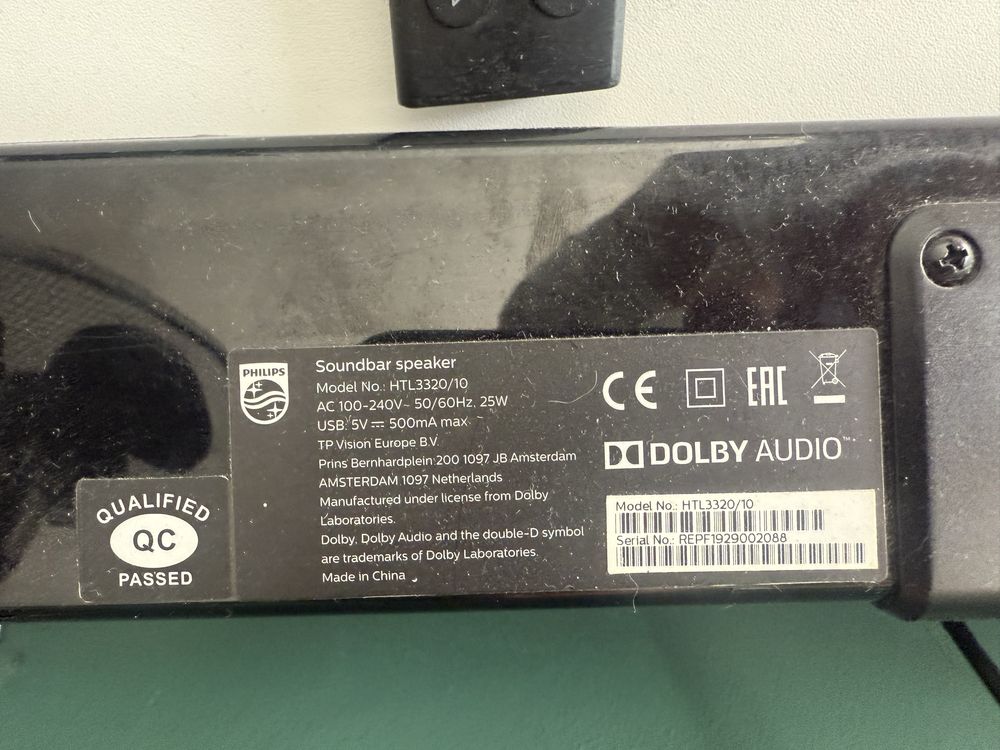 PHILIPS
Soundbar speaker
Model No.: HTL3320/10
AC 100-240V~ 50/60Hz, 25W
USB: 5V ⎓ 500mA max
TP Vision Europe B.V.
Prins Bernhardplein 200 1097 JB Amsterdam
AMSTERDAM 1097 Netherlands
Manufactured under license from Dolby
Laboratories.
Dolby, Dolby Audio and the double-D symbol
are trademarks of Dolby Laboratories.
Made in China
CE EAC
DOLBY AUDIO™
Model No.: HTL3320/10
Serial No.: REPF1929002088
QUALIFIED
QC
PASSED